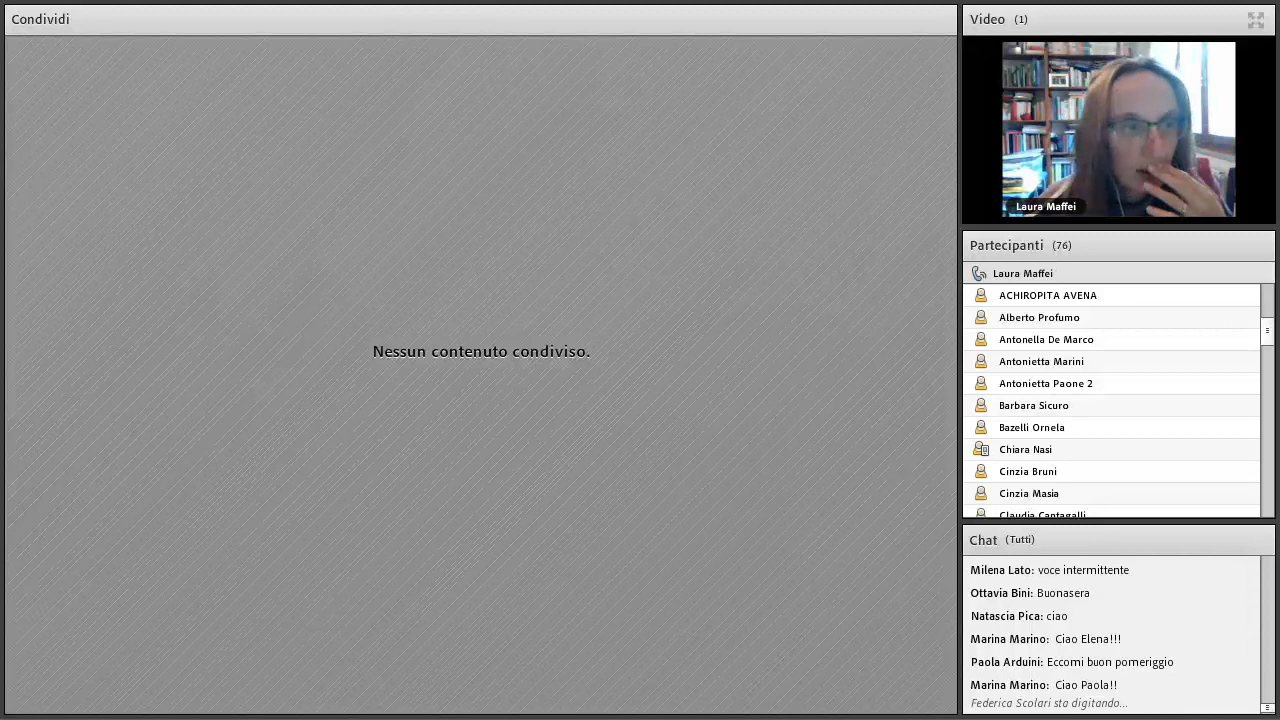 Condividi
Nessun contenuto condiviso.
Video (1)
Laura Maffei
Partecipanti (76)
Laura Maffei
ACHIROPITA AVENA
Alberto Profumo
Antonella De Marco
Antonietta Marini
Antonietta Paone 2
Barbara Sicuro
Bazelli Ornela
Chiara Nasi
Cinzia Bruni
Cinzia Masia
Claudia Cantagalli
Chat (Tutti)
Milena Lato: voce intermittente
Ottavia Bini: Buonasera
Natascia Pica: ciao
Marina Marino: Ciao Elena!!!
Paola Arduini: Eccomi buon pomeriggio
Marina Marino: Ciao Paola!!
Federica Scolari sta digitando...